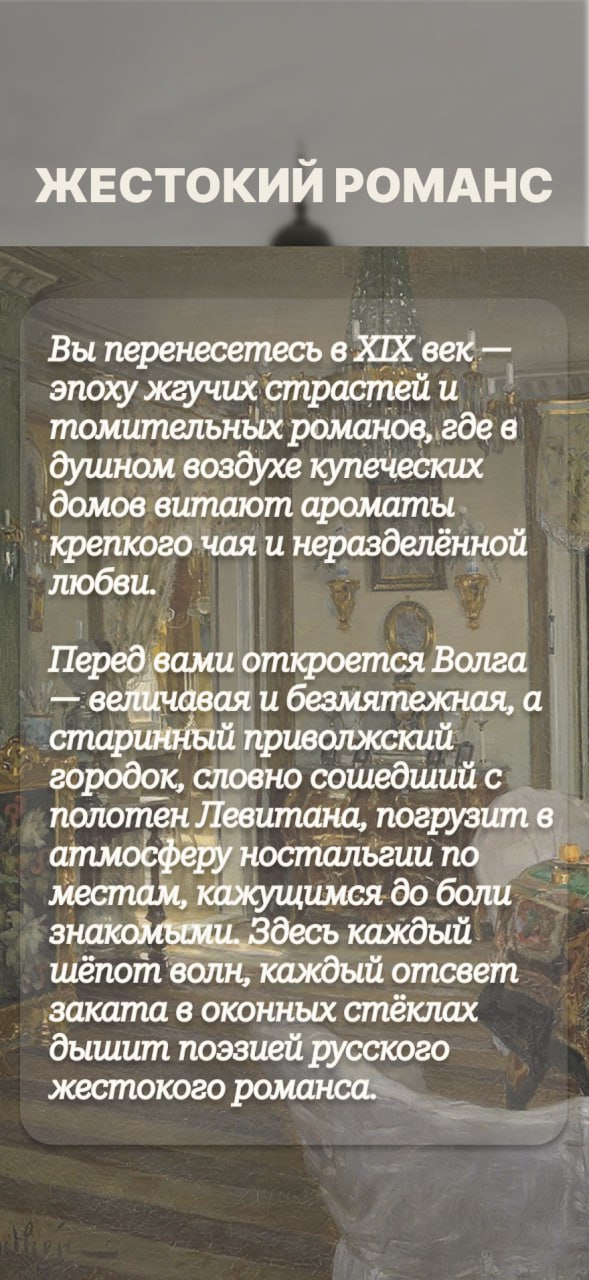 ЖЕСТОКИЙ РОМАНС
Вы перенесетесь в XIX век —
эпоху жгучих страстей и
томительных романов, где в
душном воздухе купеческих
домов витают ароматы
крепкого чая и неразделённой
любви.
Перед вами откроется Волга
— величавая и безмятежная, а
старинный приволжский
городок, словно сошедший с
полотен Левитана, погрузит в
атмосферу ностальгии по
местам, кажущимся до боли
знакомыми. Здесь каждый
шёпот волн, каждый отсвет
заката в оконных стёклах
дышит поэзией русского
жестокого романса.